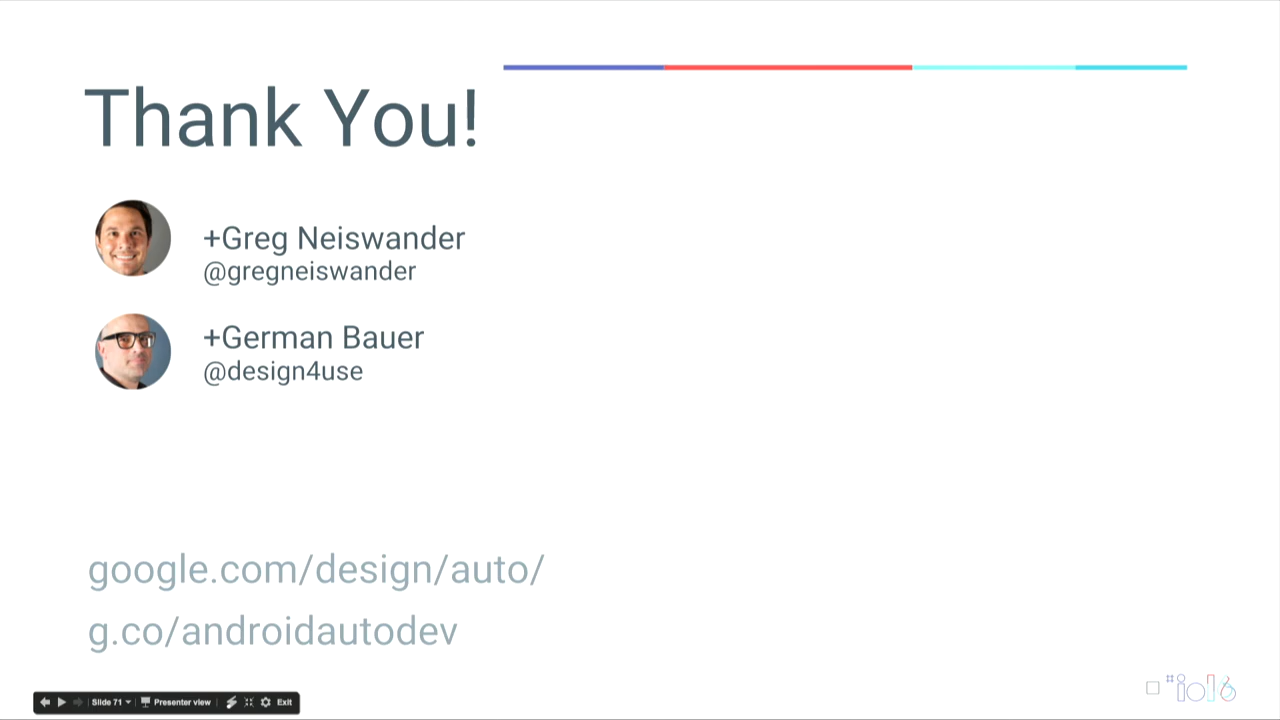 Thank You!
+Greg Neiswander
@gregneiswander
+German Bauer
@design4use
google.com/design/auto/
g.co/androidautodev
Slide 71
Presenter view
Exit
#io16